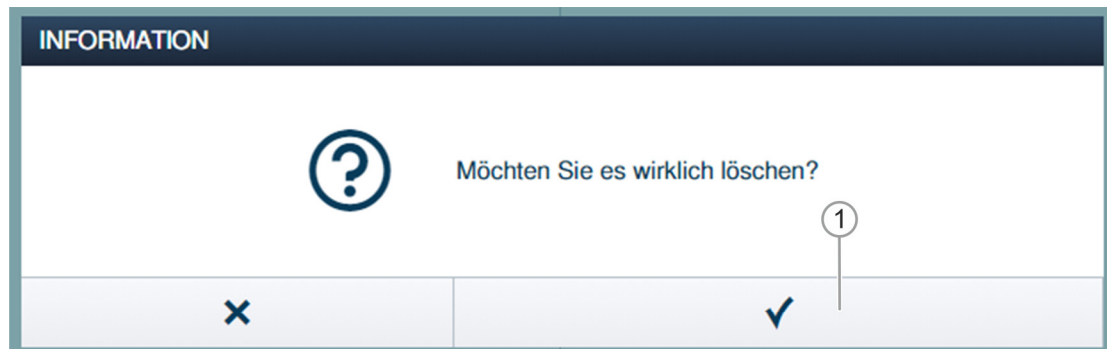 INFORMATION
Möchten Sie es wirklich löschen?
1